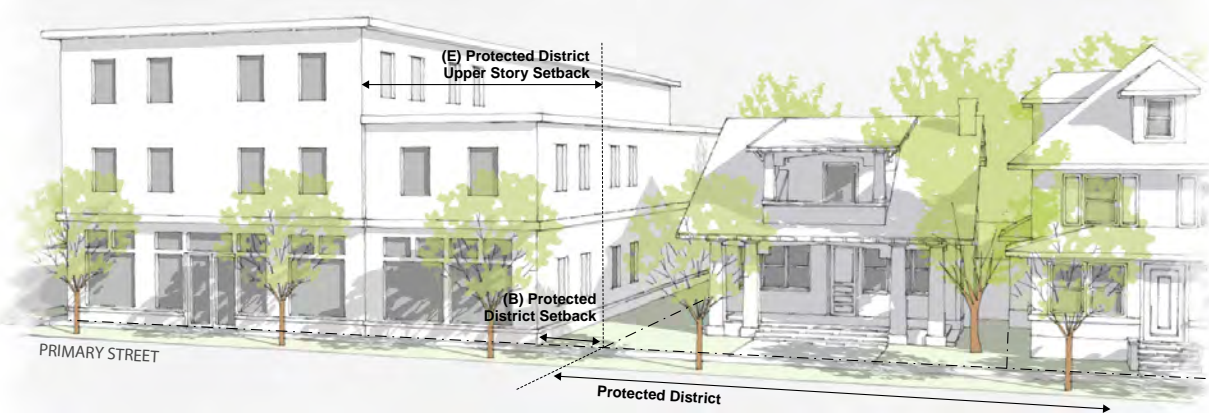 (E) Protected District
Upper Story Setback
(B) Protected
District Setback
PRIMARY STREET
Protected District